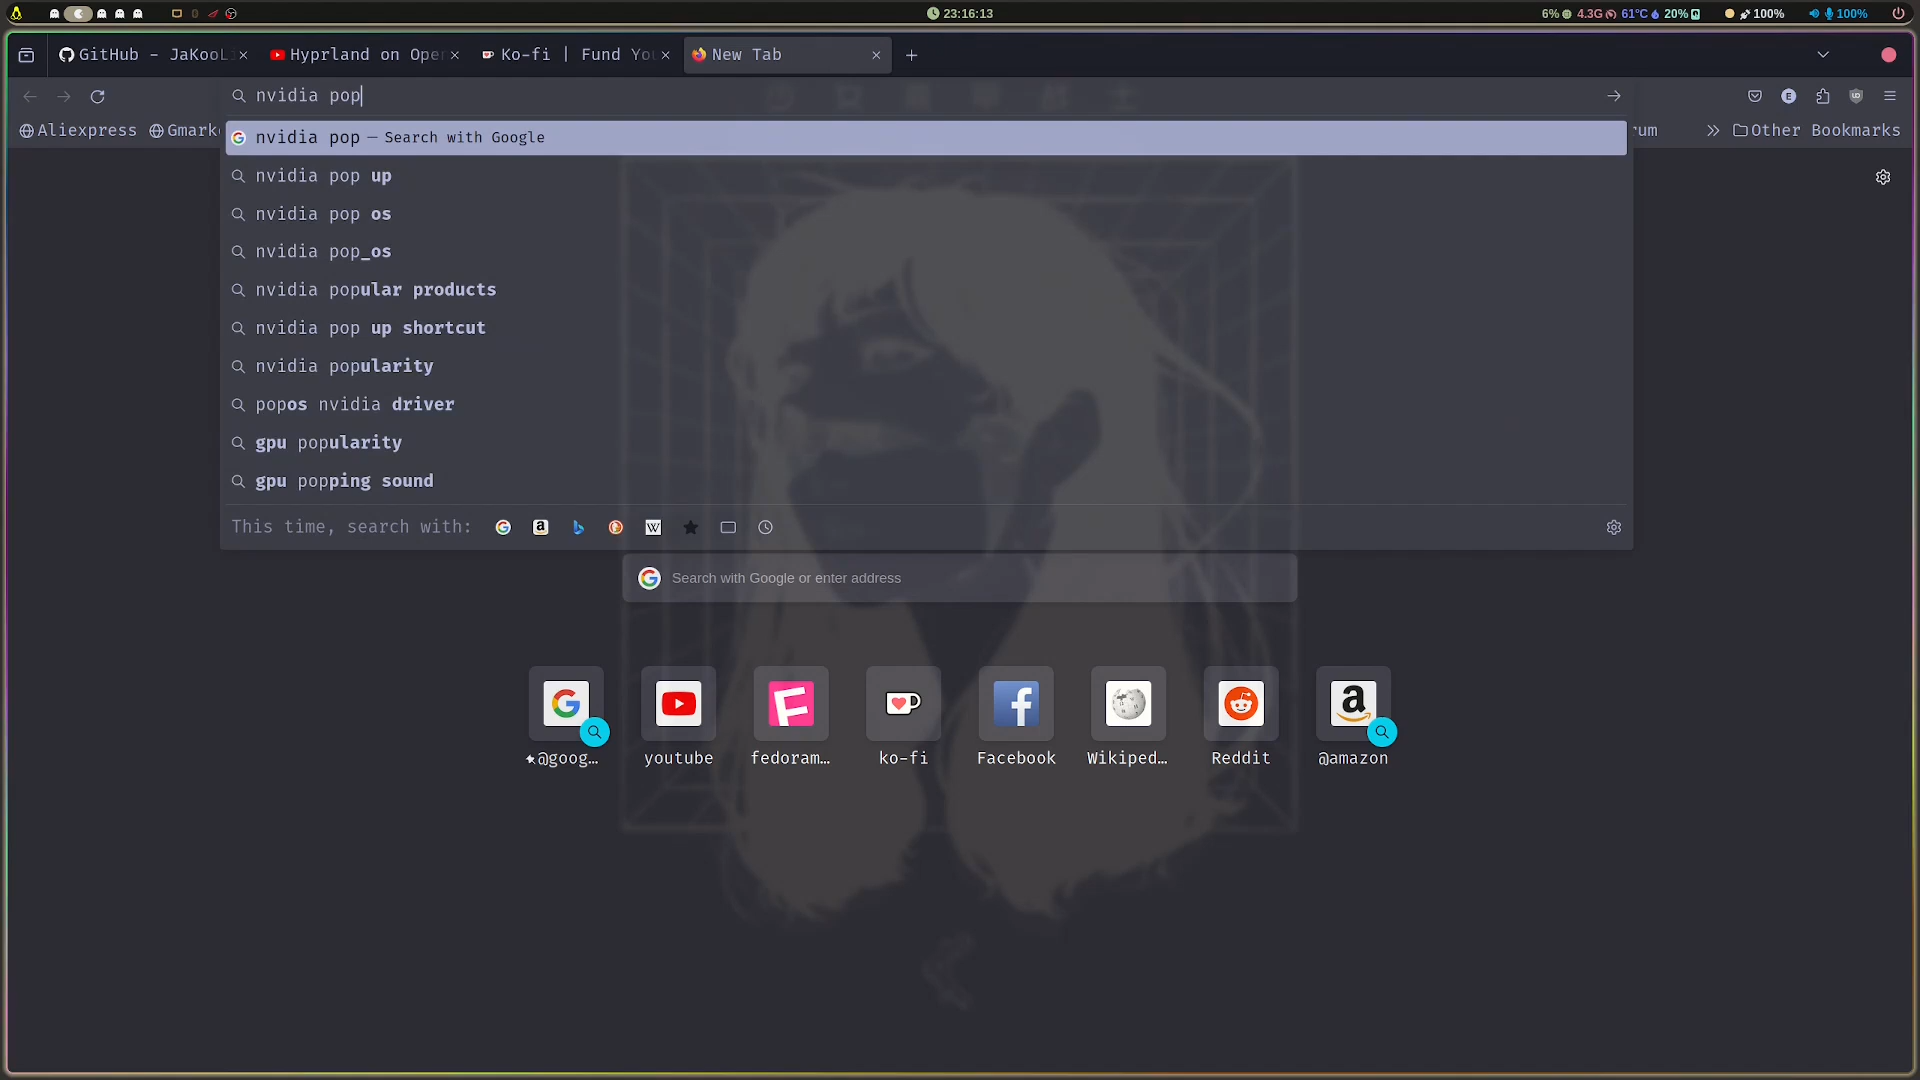 23:16:13
6% 4.3G 61°C 20% 100% 100%
GitHub - JaKooL
Hyprland on Ope
Ko-fi | Fund Yo
New Tab
nvidia pop
Aliexpress
Gmark
rum
Other Bookmarks
nvidia pop — Search with Google
nvidia pop up
nvidia pop os
nvidia pop_os
nvidia popular products
nvidia pop up shortcut
nvidia popularity
popos nvidia driver
gpu popularity
gpu popping sound
This time, search with:
Search with Google or enter address
@goog...
youtube
fedoram...
ko-fi
Facebook
Wikiped...
Reddit
@amazon